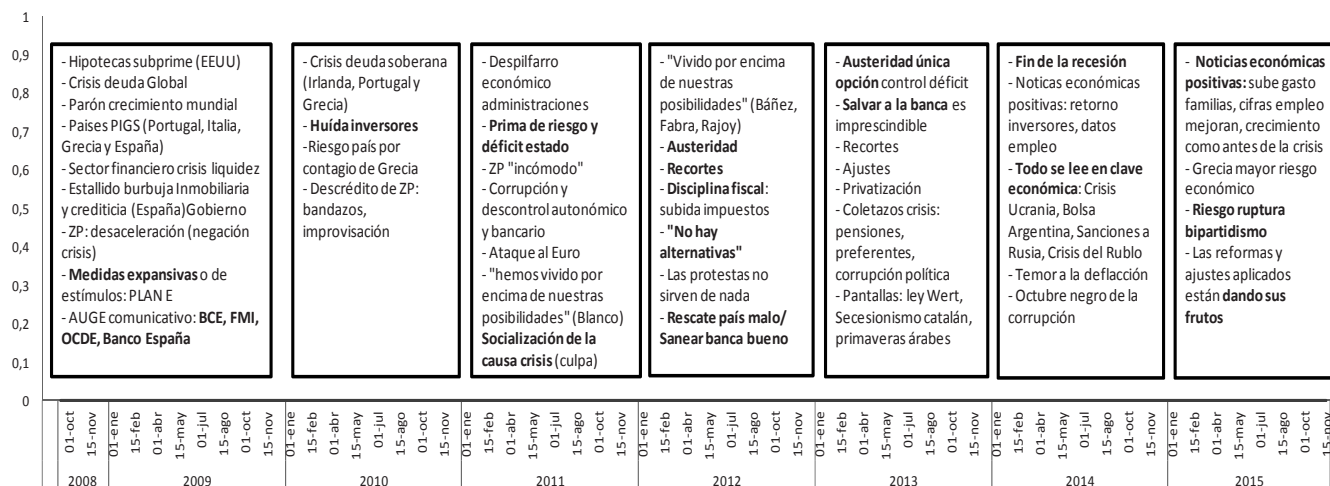 1
0,9
0,8
0,7
0,6
0,5
0,4
0,3
0,2
0,1
0
- Hipotecas subprime (EEUU)
- Crisis deuda Global
- Parón crecimiento mundial
- Paises PIGS (Portugal, Italia,
Grecia y España)
- Sector financiero crisis liquidez
- Estallido burbuja Inmobiliaria
y crediticia (España)Gobierno
- ZP: desaceleración (negación
crisis)
- Medidas expansivas o de
estímulos: PLAN E
- AUGE comunicativo: BCE, FMI,
OCDE, Banco España
- Crisis deuda soberana
(Irlanda, Portugal y
Grecia)
- Huída inversores
-Riesgo país por
contagio de Grecia
- Descrédito de ZP:
bandazos,
improvisación
- Despilfarro
económico
administraciones
- Prima de riesgo y
déficit estado
- ZP "incómodo"
- Corrupción y
descontrol autonómico
y bancario
- Ataque al Euro
- "hemos vivido por
encima de nuestras
posibilidades" (Blanco)
Socialización de la
causa crisis (culpa)
- "Vivido por encima
de nuestras
posibilidades" (Báñez,
Fabra, Rajoy)
- Austeridad
- Recortes
- Disciplina fiscal:
subida impuestos
- "No hay
alternativas"
- Las protestas no
sirven de nada
- Rescate país malo/
Sanear banca bueno
- Austeridad única
opción control déficit
- Salvar a la banca es
imprescindible
- Recortes
- Ajustes
- Privatización
- Coletazos crisis:
pensiones,
preferentes,
corrupción política
- Pantallas: ley Wert,
Secesionismo catalán,
primaveras árabes
- Fin de la recesión
- Noticas económicas
positivas: retorno
inversores, datos
empleo
- Todo se lee en clave
económica: Crisis
Ucrania, Bolsa
Argentina, Sanciones a
Rusia, Crisis del Rublo
- Temor a la deflacción
- Octubre negro de la
corrupción
- Noticias económicas
positivas: sube gasto
familias, cifras empleo
mejoran, crecimiento
como antes de la crisis
- Grecia mayor riesgo
económico
- Riesgo ruptura
bipartidismo
- Las reformas y
ajustes aplicados
están dando sus
frutos
01-oct
15-nov
01-ene
15-feb
01-abr
15-may
01-jul
15-ago
01-oct
15-nov
01-ene
15-feb
01-abr
15-may
01-jul
15-ago
01-oct
15-nov
01-ene
15-feb
01-abr
15-may
01-jul
15-ago
01-oct
15-nov
01-ene
15-feb
01-abr
15-may
01-jul
15-ago
01-oct
15-nov
01-ene
15-feb
01-abr
15-may
01-jul
15-ago
01-oct
15-nov
01-ene
15-feb
01-abr
15-may
01-jul
15-ago
01-oct
15-nov
01-ene
15-feb
01-abr
15-may
01-jul
15-ago
01-oct
15-nov
2008
2009
2010
2011
2012
2013
2014
2015